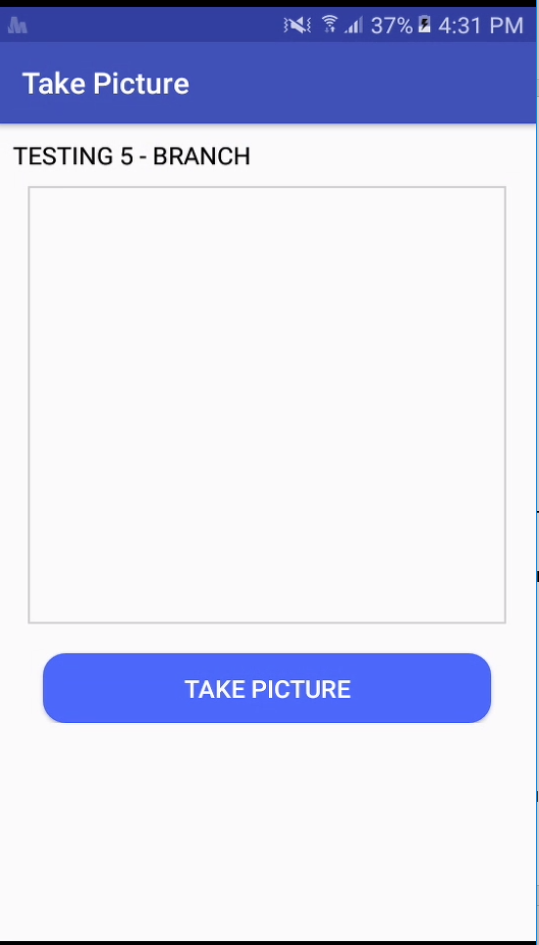 37% 4:31 PM
Take Picture
TESTING 5 - BRANCH
TAKE PICTURE